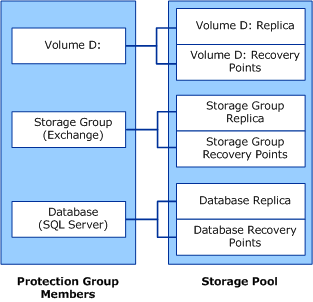 Volume D:
Volume D: Replica
Volume D: Recovery
Points
Storage Group
(Exchange)
Storage Group
Replica
Storage Group
Recovery Points
Database
(SQL Server)
Database Replica
Database Recovery
Points
Protection Group
Members
Storage Pool